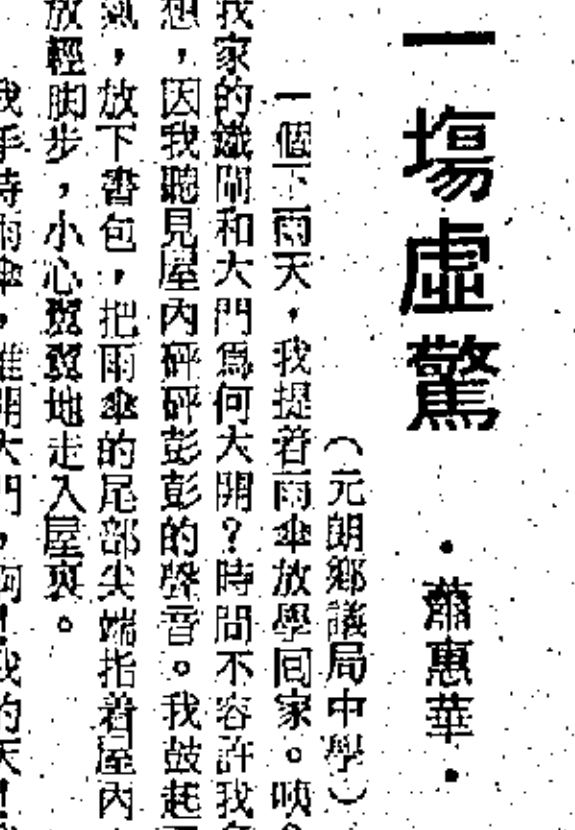 一場虛驚
·蕭惠華·
（元朗鄉議局中學）
一個下雨天，我提着雨傘放學回家。咦？
我家的鐵閘和大門爲何大開？時間不容許我
想，因我聽見屋內砰砰彭彭的聲音。我鼓起
氣，放下書包，把雨傘的尾部尖端指着屋內
放輕脚步，小心翼翼地走入屋裏。
我手持雨傘，推開大門，啊！我的天！